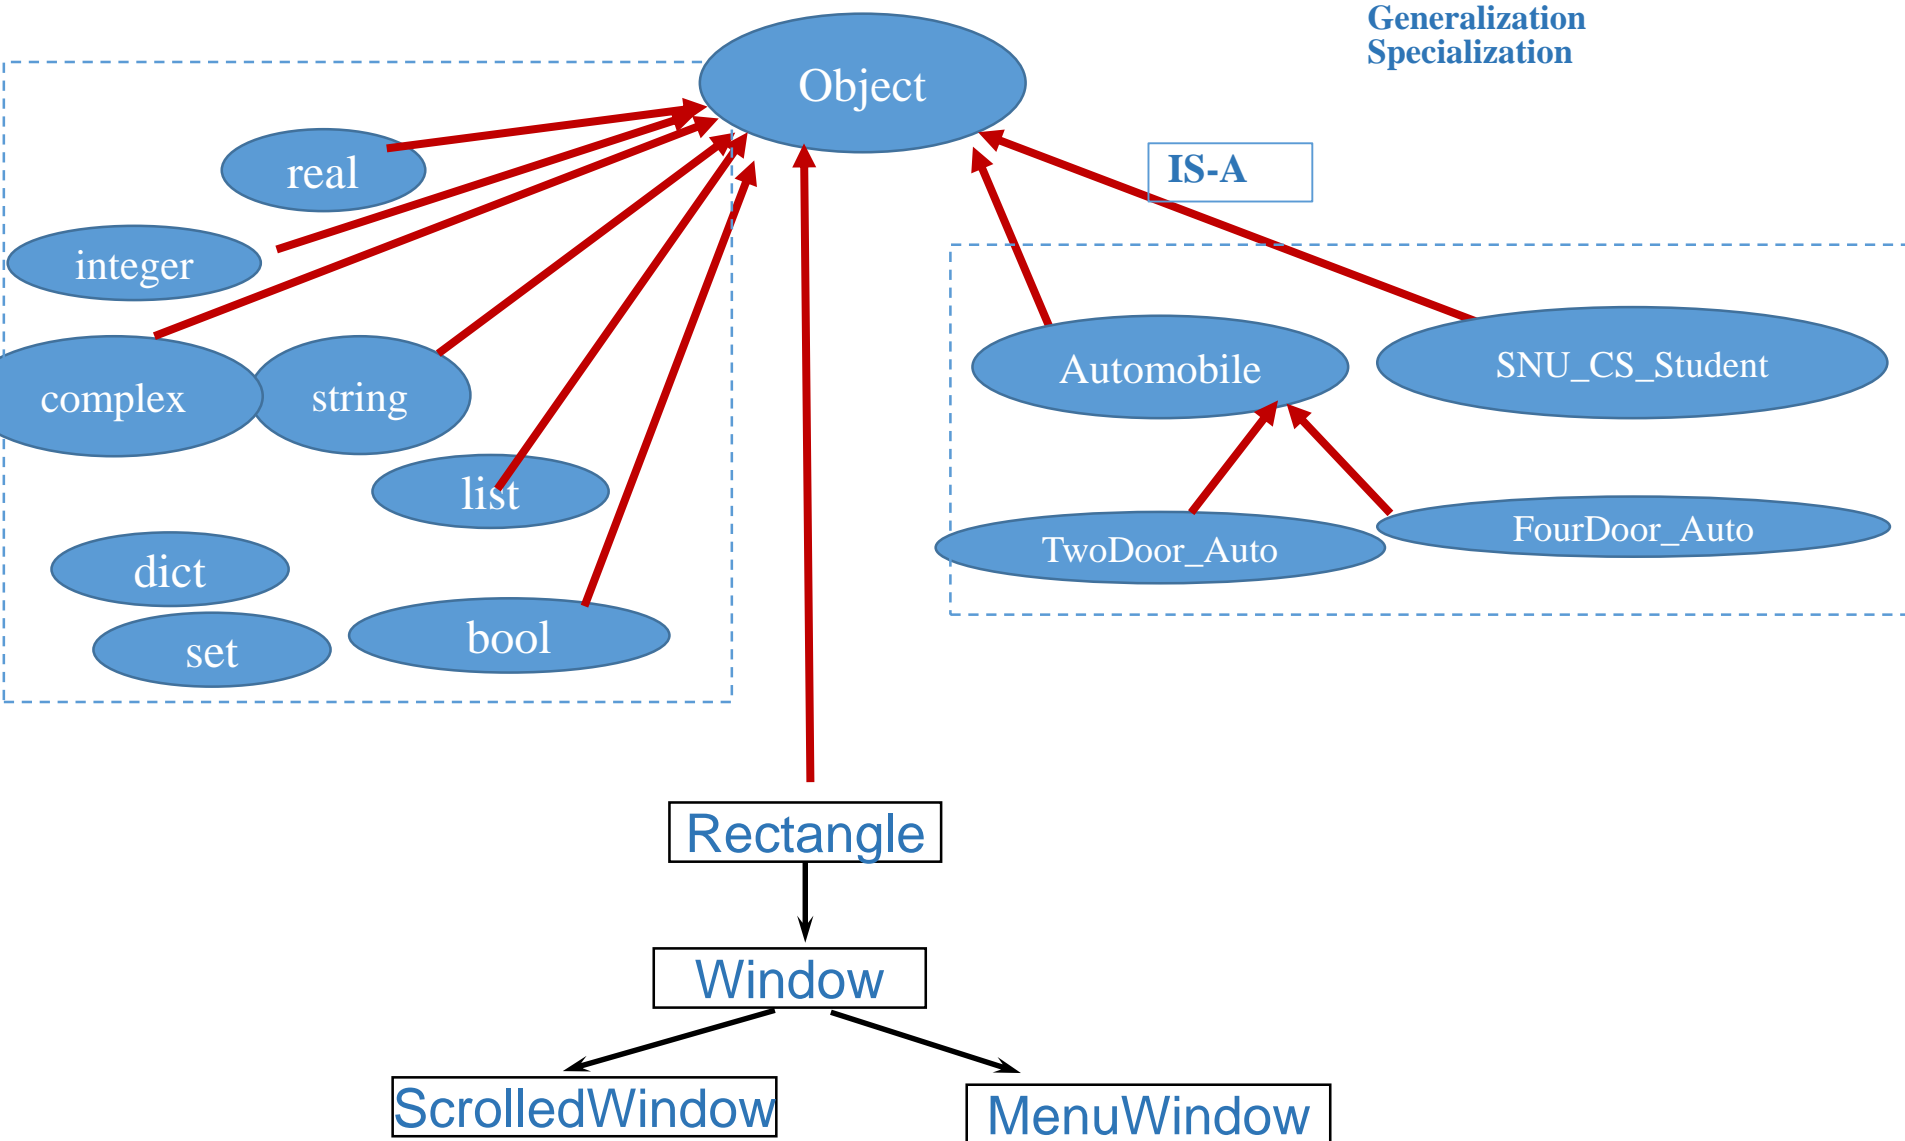 Generalization
Specialization
Object
IS-A
real
integer
complex
string
list
dict
set
bool
Automobile
SNU_CS_Student
TwoDoor_Auto
FourDoor_Auto
Rectangle
Window
ScrolledWindow
MenuWindow